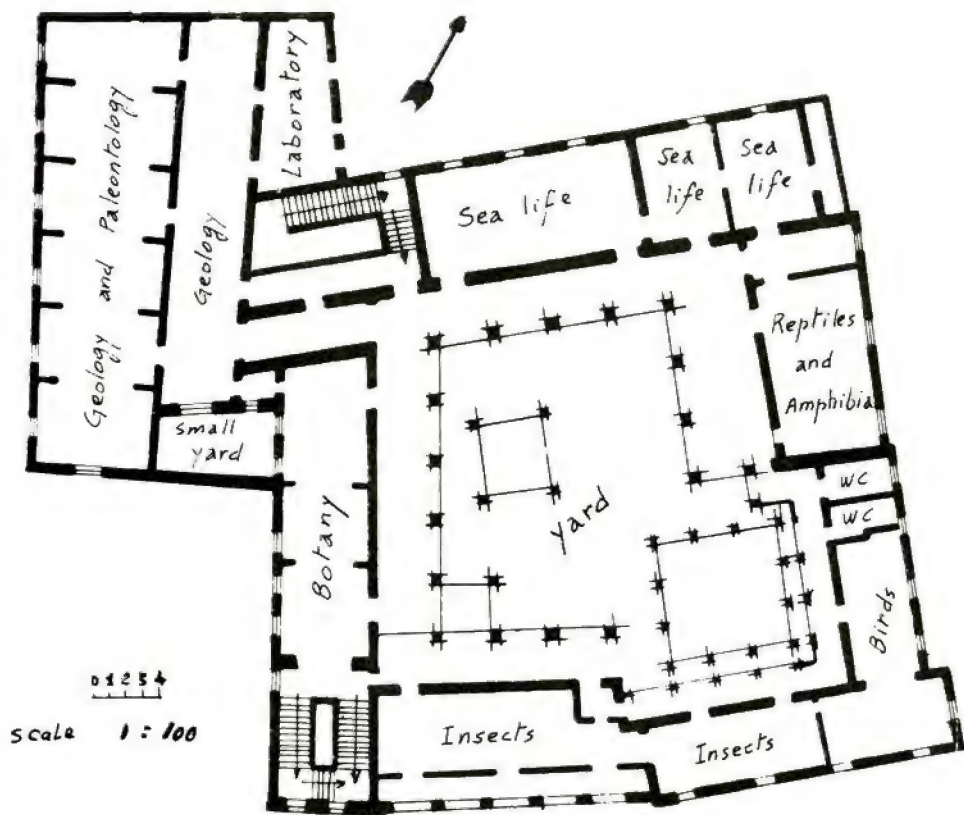 Geology and Paleontology
Geology
Laboratory
Sea life
Sea
life
Sea
life
Reptiles
and
Amphibia
small
yard
Botany
yard
WC
WC
Birds
Insects
Insects
0 1 2 3 4
scale 1:100